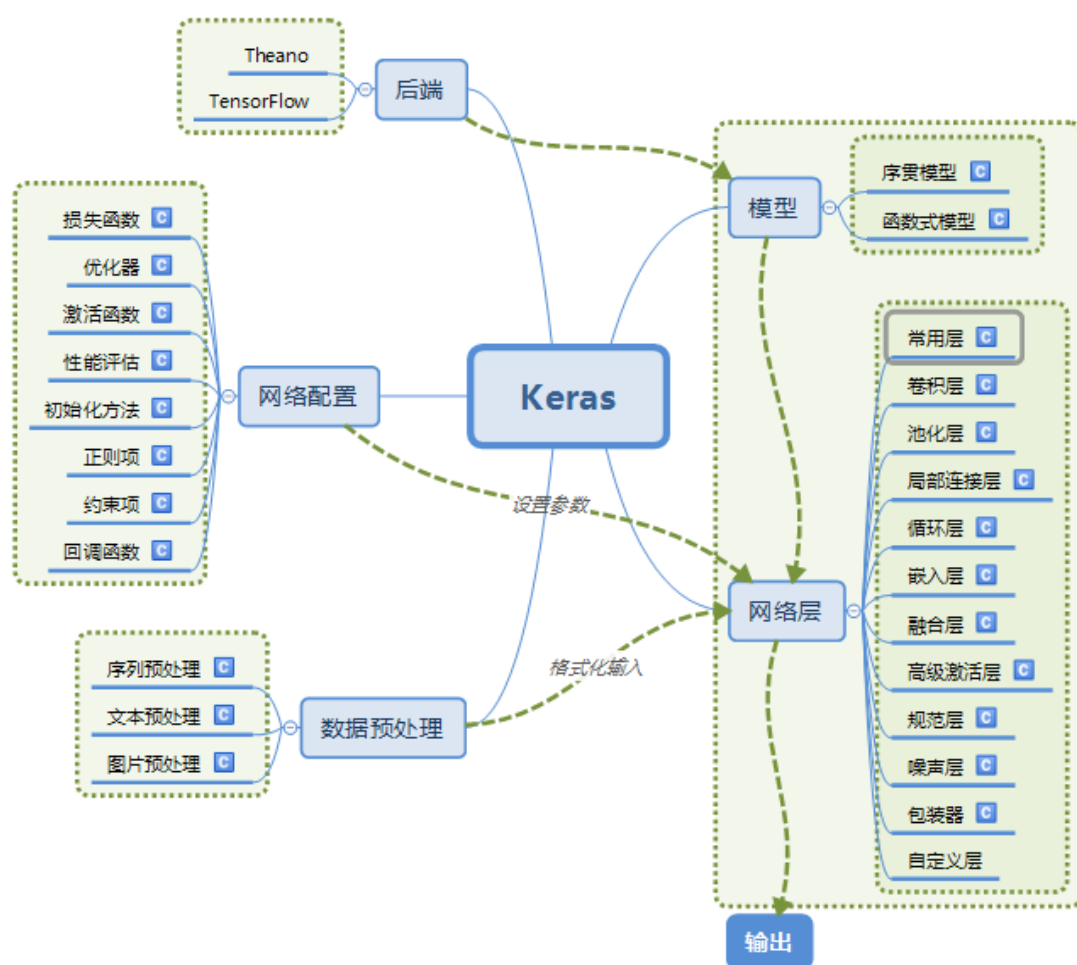 Theano
TensorFlow
后端
损失函数 C
优化器 C
激活函数 C
性能评估 C
初始化方法 C
正则项 C
约束项 C
回调函数 C
网络配置
序列预处理 C
文本预处理 C
图片预处理 C
数据预处理
Keras
设置参数
格式化输入
模型
序贯模型 C
函数式模型 C
网络层
常用层 C
卷积层 C
池化层 C
局部连接层 C
循环层 C
嵌入层 C
融合层 C
高级激活层 C
规范层 C
噪声层 C
包装器 C
自定义层
输出